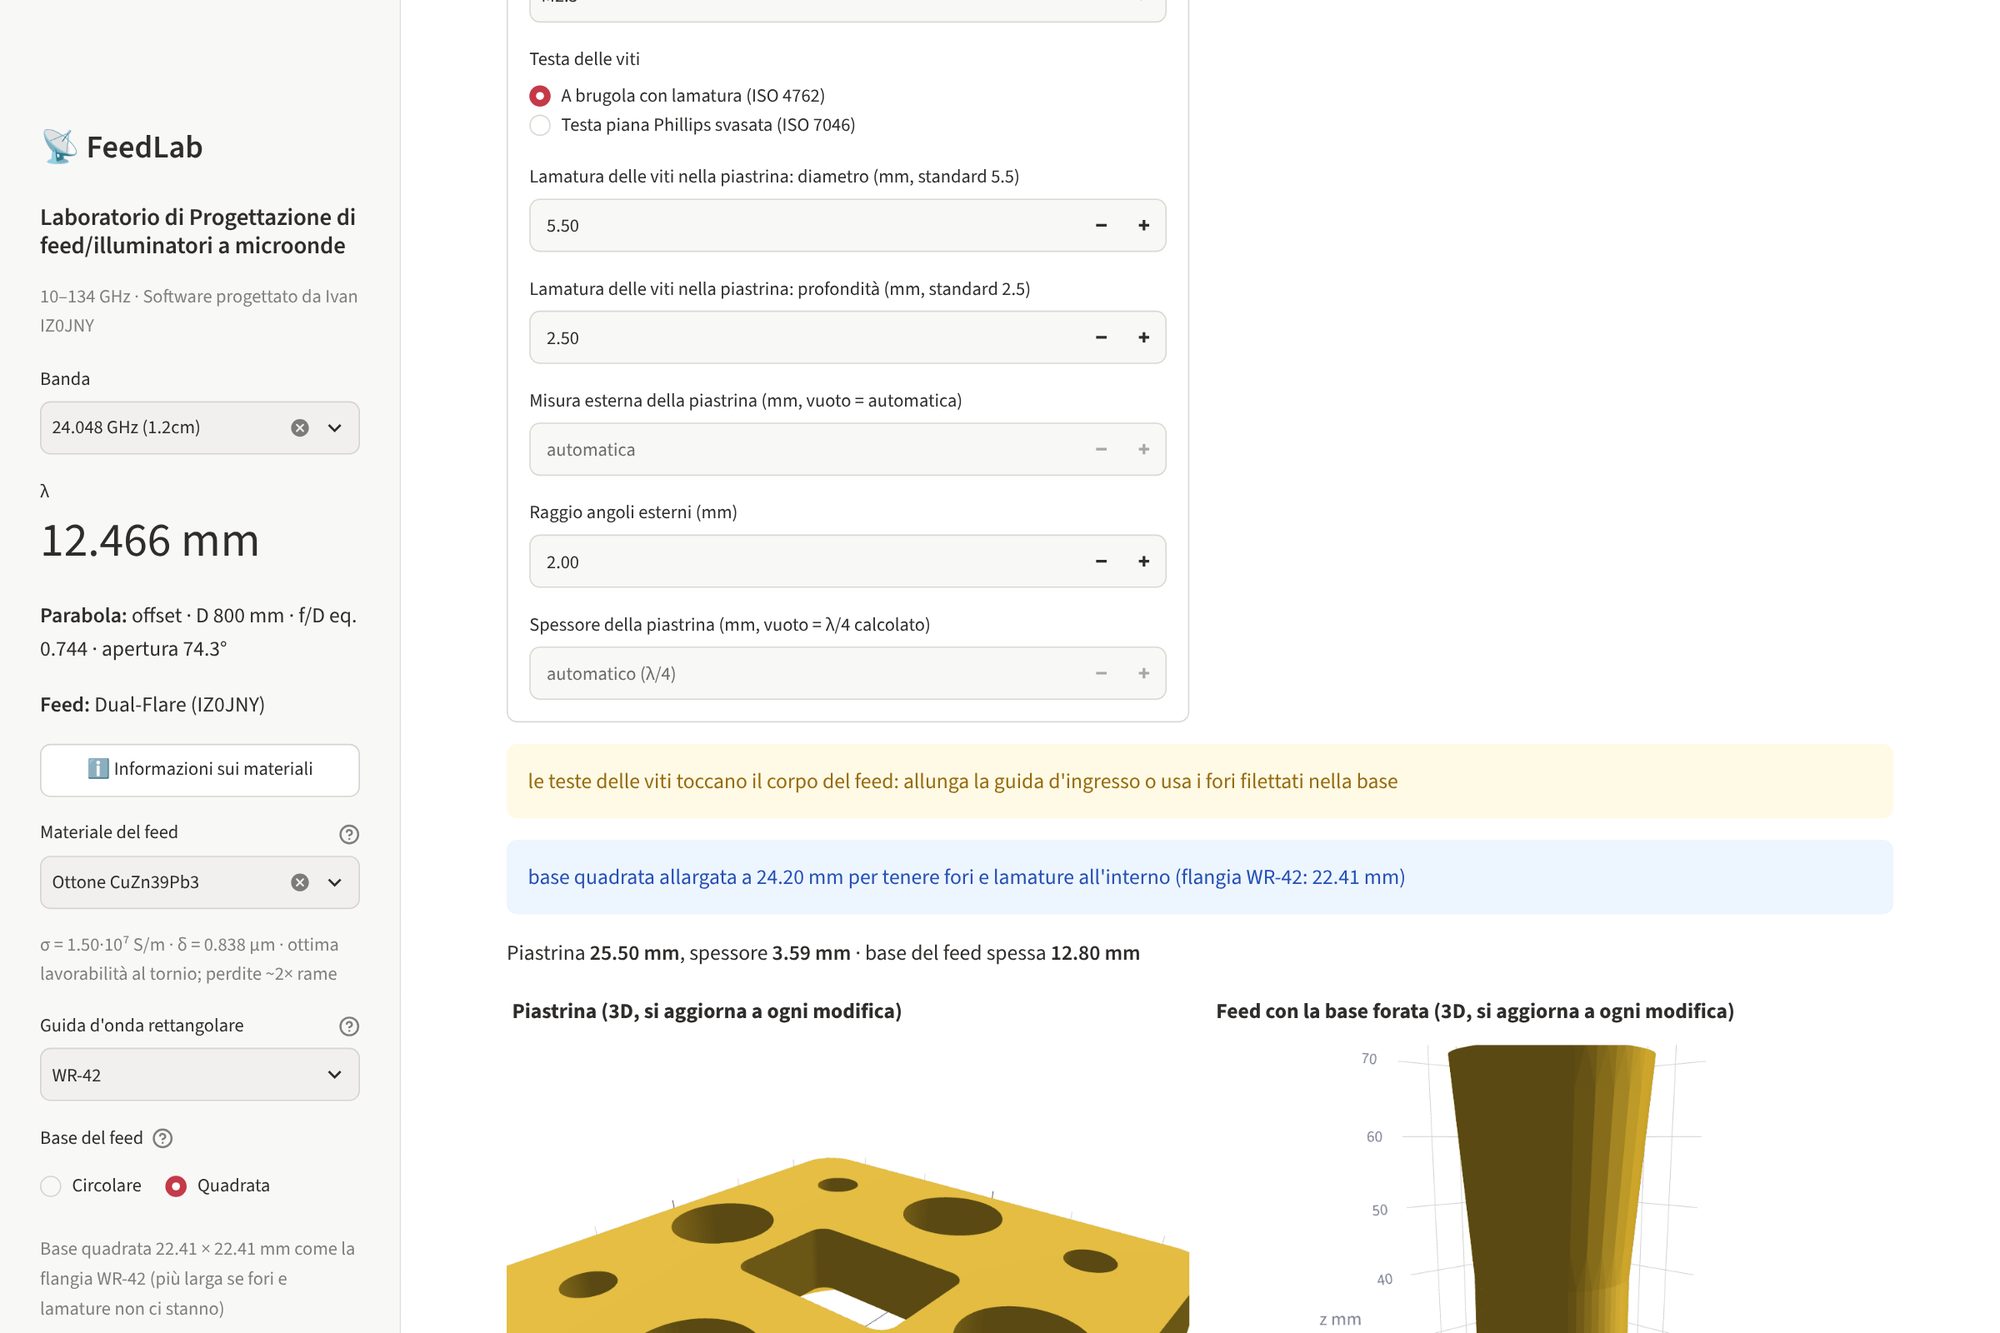 📡 FeedLab
Laboratorio di Progettazione di
feed/illuminatori a microonde
10–134 GHz · Software progettato da Ivan
IZ0JNY
Banda
24.048 GHz (1.2cm)
λ
12.466 mm
Parabola: offset · D 800 mm · f/D eq.
0.744 · apertura 74.3°
Feed: Dual-Flare (IZ0JNY)
ℹ️ Informazioni sui materiali
Materiale del feed
Ottone CuZn39Pb3
σ = 1.50·10⁷ S/m · δ = 0.838 µm · ottima
lavorabilità al tornio; perdite ~2× rame
Guida d'onda rettangolare
WR-42
Base del feed
Circolare
Quadrata
Base quadrata 22.41 × 22.41 mm come la
flangia WR-42 (più larga se fori e
lamature non ci stanno)
Testa delle viti
A brugola con lamatura (ISO 4762)
Testa piana Phillips svasata (ISO 7046)
Lamatura delle viti nella piastrina: diametro (mm, standard 5.5)
5.50
Lamatura delle viti nella piastrina: profondità (mm, standard 2.5)
2.50
Misura esterna della piastrina (mm, vuoto = automatica)
automatica
Raggio angoli esterni (mm)
2.00
Spessore della piastrina (mm, vuoto = λ/4 calcolato)
automatico (λ/4)
le teste delle viti toccano il corpo del feed: allunga la guida d'ingresso o usa i fori filettati nella base
base quadrata allargata a 24.20 mm per tenere fori e lamature all'interno (flangia WR-42: 22.41 mm)
Piastrina 25.50 mm, spessore 3.59 mm · base del feed spessa 12.80 mm
Piastrina (3D, si aggiorna a ogni modifica)
Feed con la base forata (3D, si aggiorna a ogni modifica)
70
60
50
40
z mm